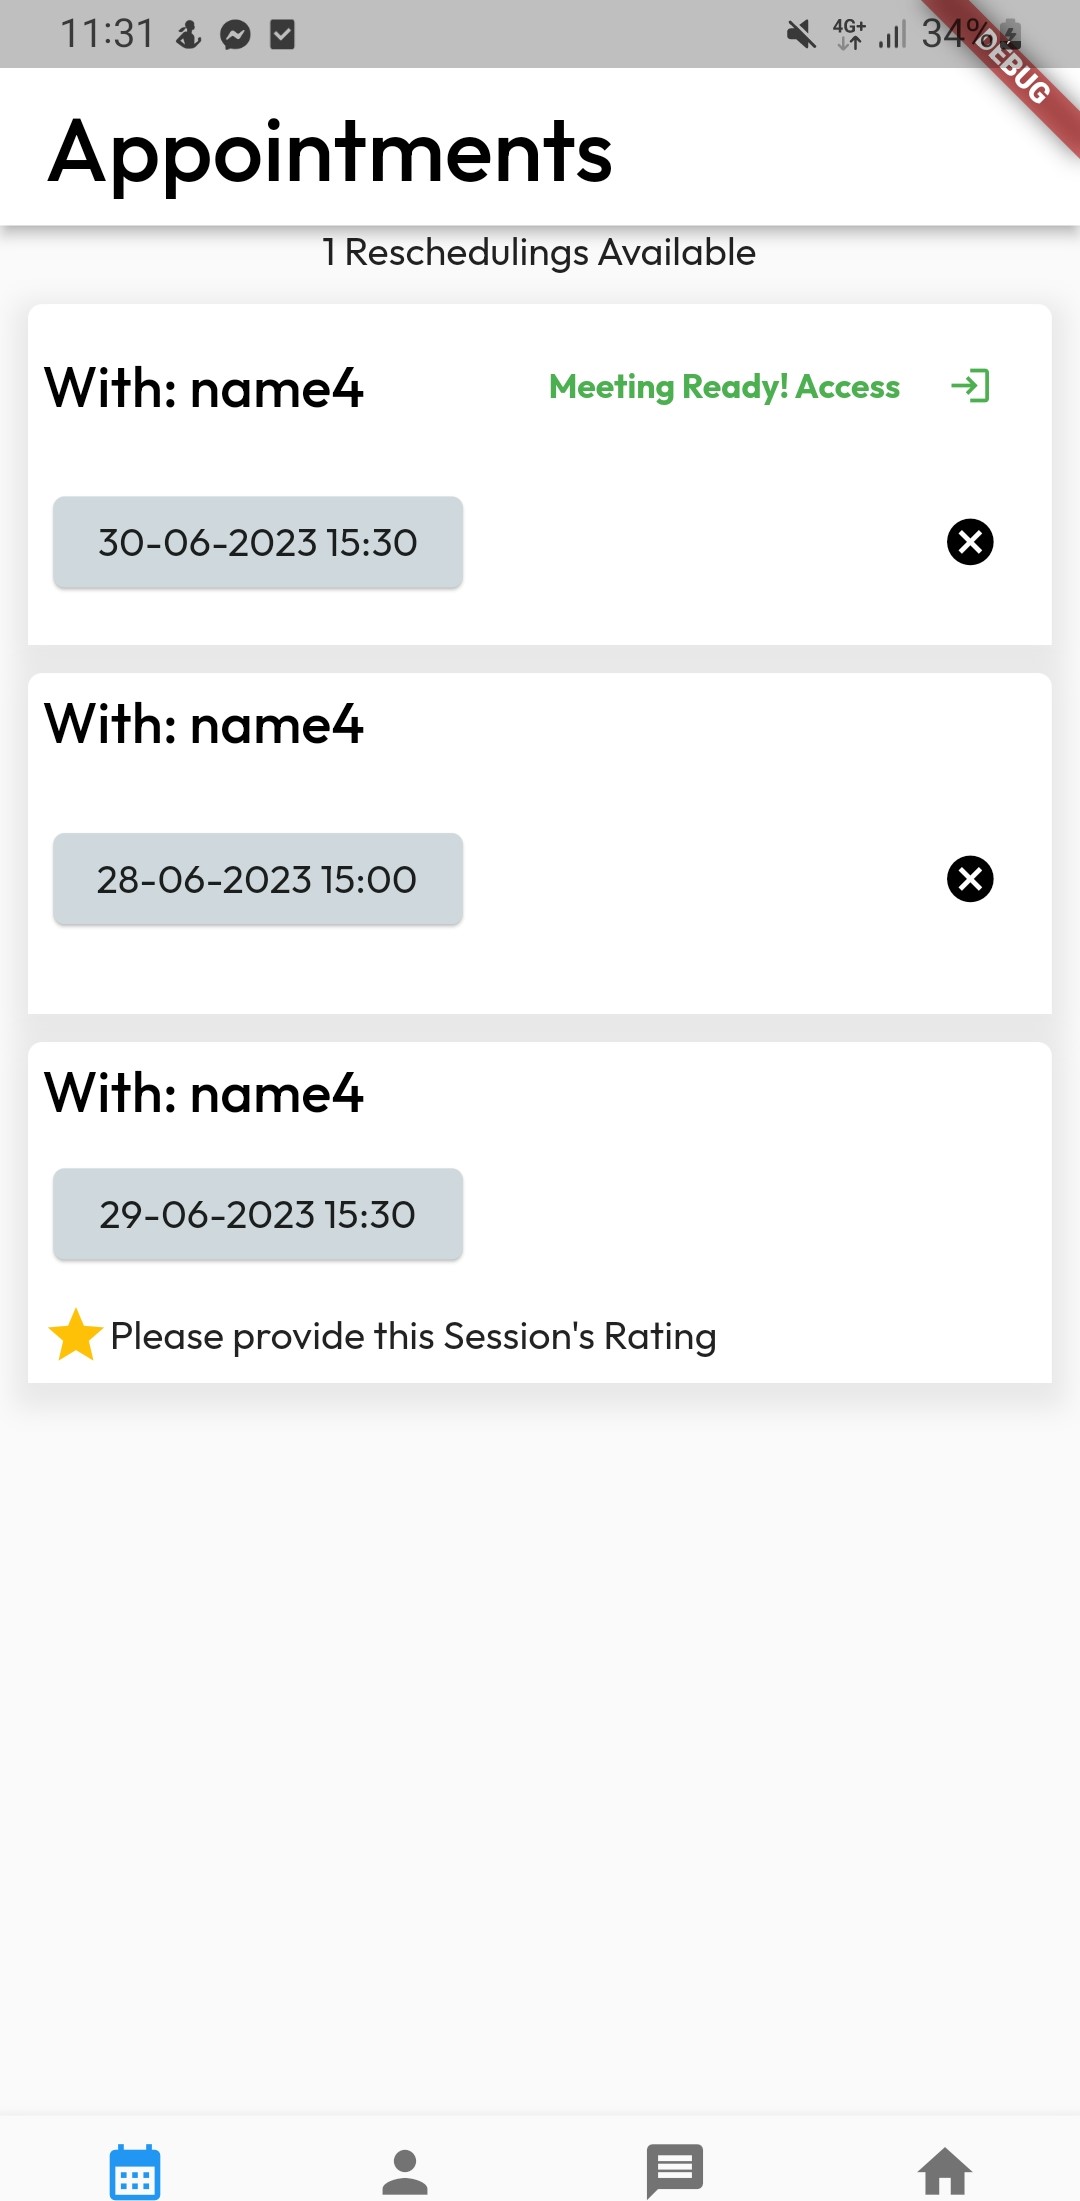 11:31
4G+
34%
DEBUG
Appointments
1 Reschedulings Available
With: name4
Meeting Ready! Access
30-06-2023 15:30
With: name4
28-06-2023 15:00
With: name4
29-06-2023 15:30
Please provide this Session's Rating